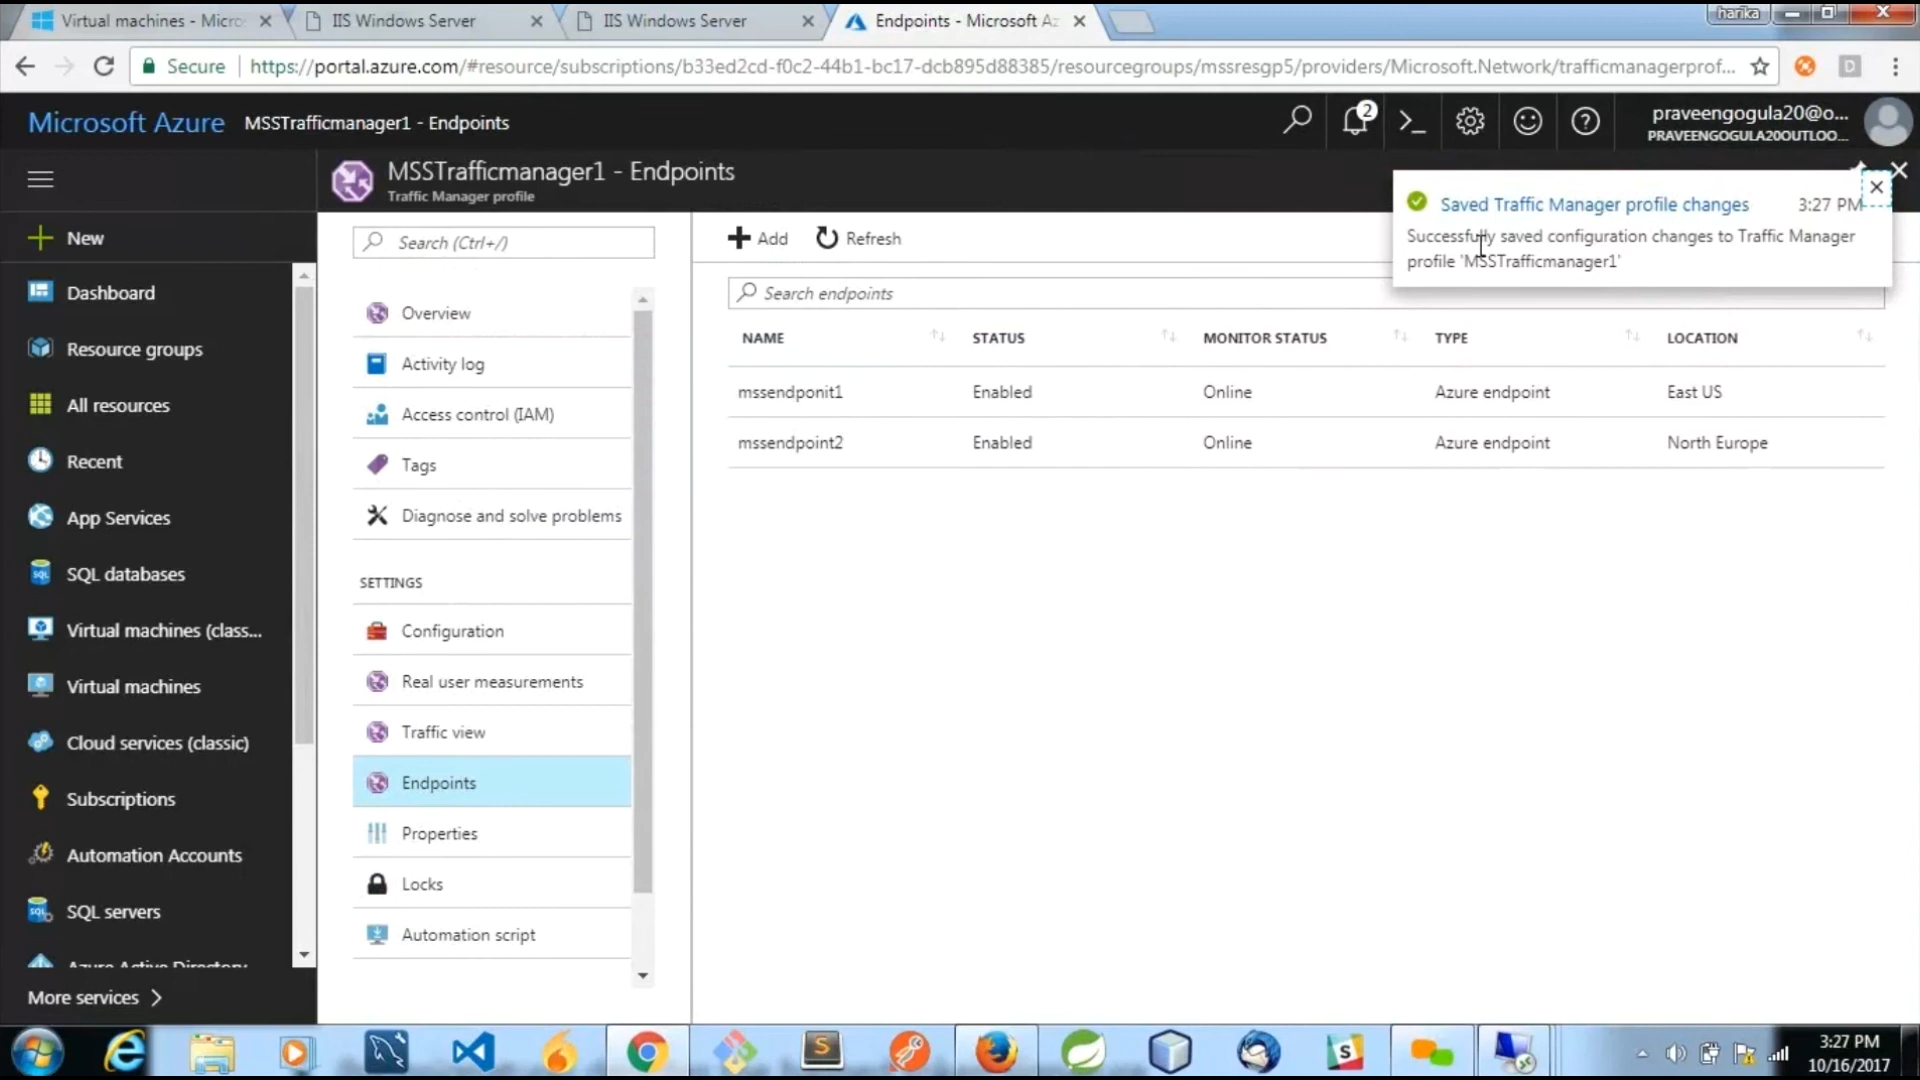 Virtual machines - Micro
IIS Windows Server
IIS Windows Server
Endpoints - Microsoft Az
harika
Secure
https://portal.azure.com/#resource/subscriptions/b33ed2cd-f0c2-44b1-bc17-dcb895d88385/resourcegroups/mssresgp5/providers/Microsoft.Network/trafficmanagerprof...
D
Microsoft Azure
MSSTrafficmanager1 - Endpoints
2
praveengogula20@o...
PRAVEENGOGULA20OUTLOO...
MSSTrafficmanager1 - Endpoints
Traffic Manager profile
Saved Traffic Manager profile changes
3:27 PM
Successfully saved configuration changes to Traffic Manager
profile 'MSSTrafficmanager1'
New
Dashboard
Resource groups
All resources
Recent
App Services
SQL databases
Virtual machines (class...
Virtual machines
Cloud services (classic)
Subscriptions
Automation Accounts
SQL servers
Azure Active Directory
More services
Search (Ctrl+/)
Overview
Activity log
Access control (IAM)
Tags
Diagnose and solve problems
SETTINGS
Configuration
Real user measurements
Traffic view
Endpoints
Properties
Locks
Automation script
Add
Refresh
Search endpoints
NAME STATUS MONITOR STATUS TYPE LOCATION
mssendponit1 Enabled Online Azure endpoint East US
mssendpoint2 Enabled Online Azure endpoint North Europe
3:27 PM
10/16/2017